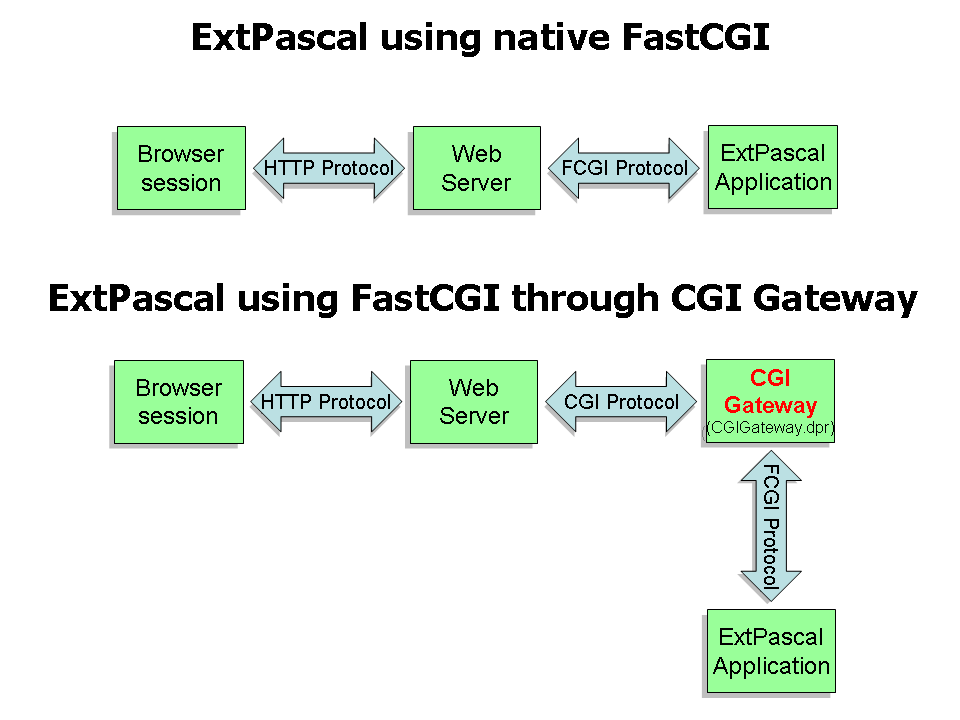 ExtPascal using native FastCGI
Browser
session
HTTP Protocol
Web
Server
FCGI Protocol
ExtPascal
Application
ExtPascal using FastCGI through CGI Gateway
Browser
session
HTTP Protocol
Web
Server
CGI Protocol
CGI
Gateway
(CGIGateway.dpr)
FCGI Protocol
ExtPascal
Application